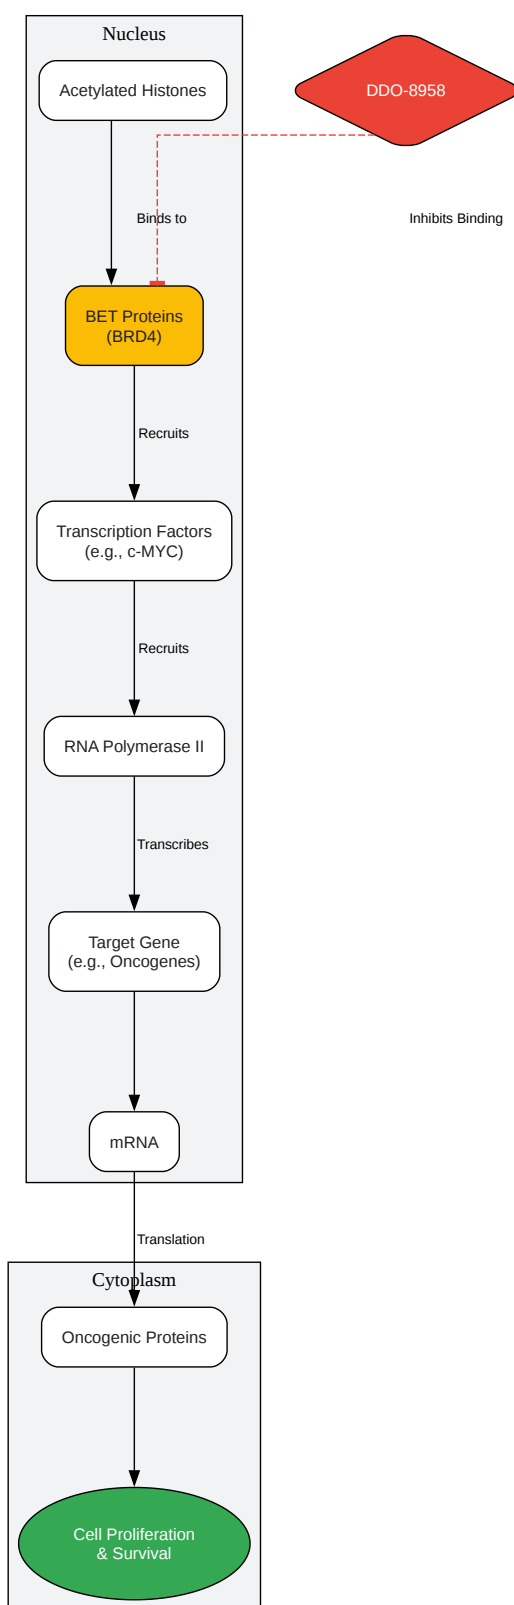 Nucleus
Acetylated Histones
DDO-8958
Binds to
Inhibits Binding
BET Proteins
(BRD4)
Recruits
Transcription Factors
(e.g., c-MYC)
Recruits
RNA Polymerase II
Transcribes
Target Gene
(e.g., Oncogenes)
mRNA
Translation
Cytoplasm
Oncogenic Proteins
Cell Proliferation
& Survival